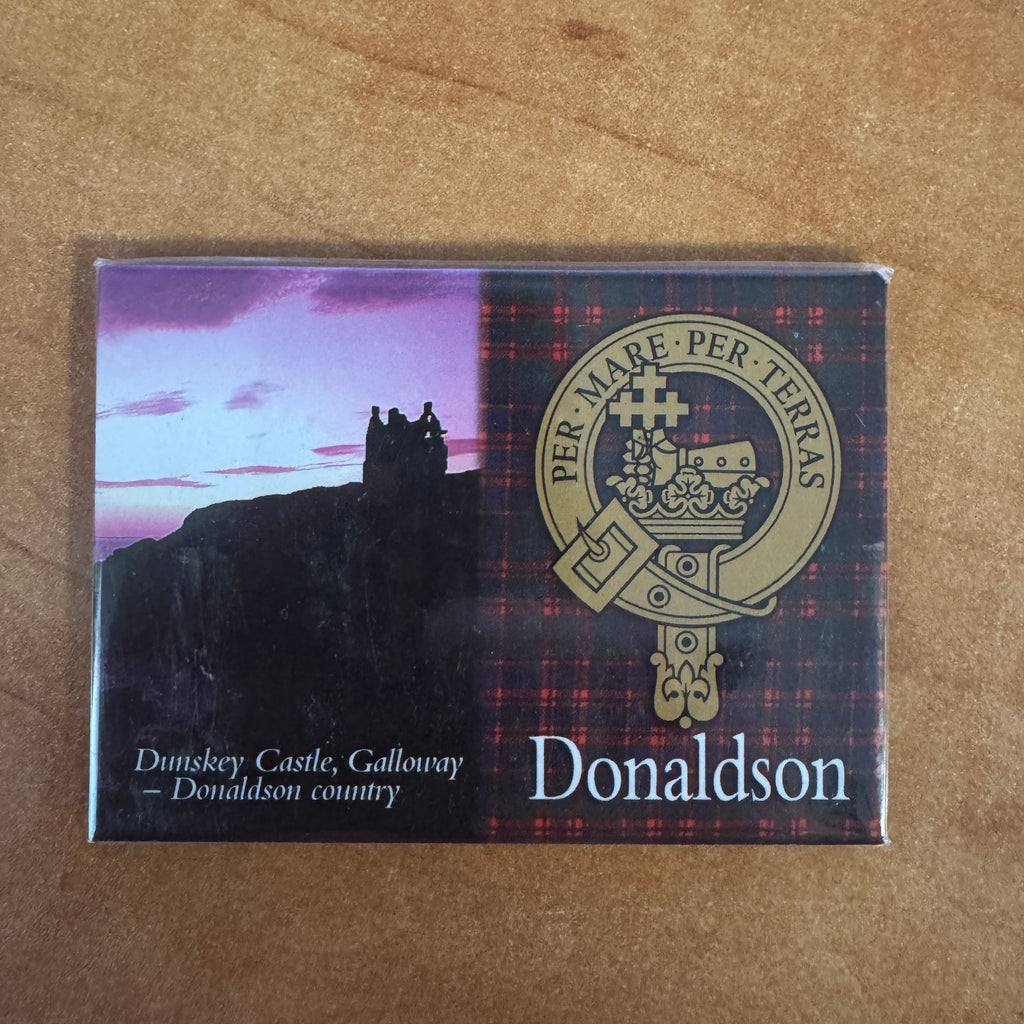 PER · MARE · PER · TERRAS
Dunskey Castle, Galloway
– Donaldson country
Donaldson